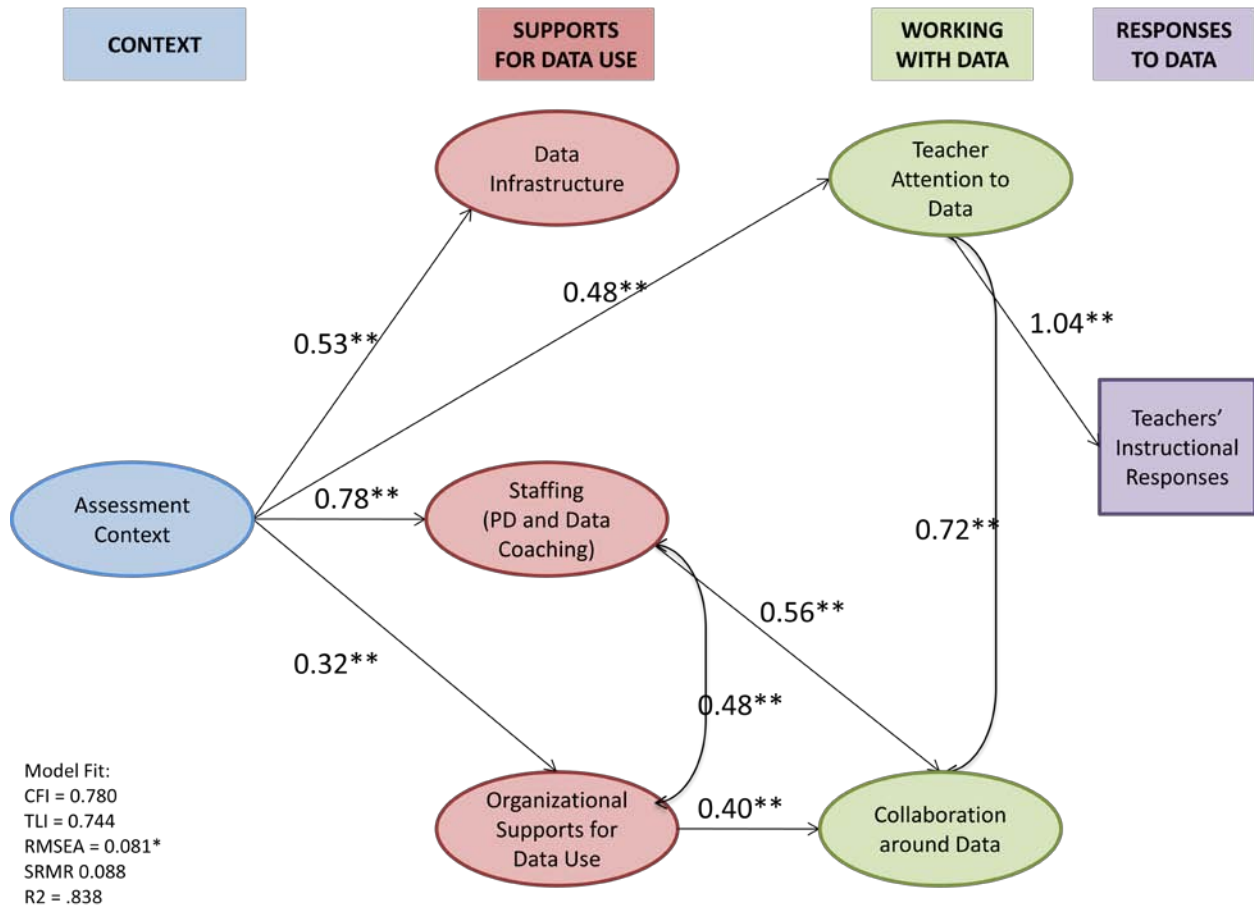 CONTEXT
SUPPORTS
FOR DATA USE
WORKING
WITH DATA
RESPONSES
TO DATA
Data
Infrastructure
Teacher
Attention to
Data
0.48**
0.53**
1.04**
Teachers’
Instructional
Responses
Assessment
Context
0.78**
Staffing
(PD and Data
Coaching)
0.72**
0.56**
0.32**
0.48**
Organizational
Supports for
Data Use
0.40**
Collaboration
around Data
Model Fit:
CFI = 0.780
TLI = 0.744
RMSEA = 0.081*
SRMR 0.088
R2 = .838